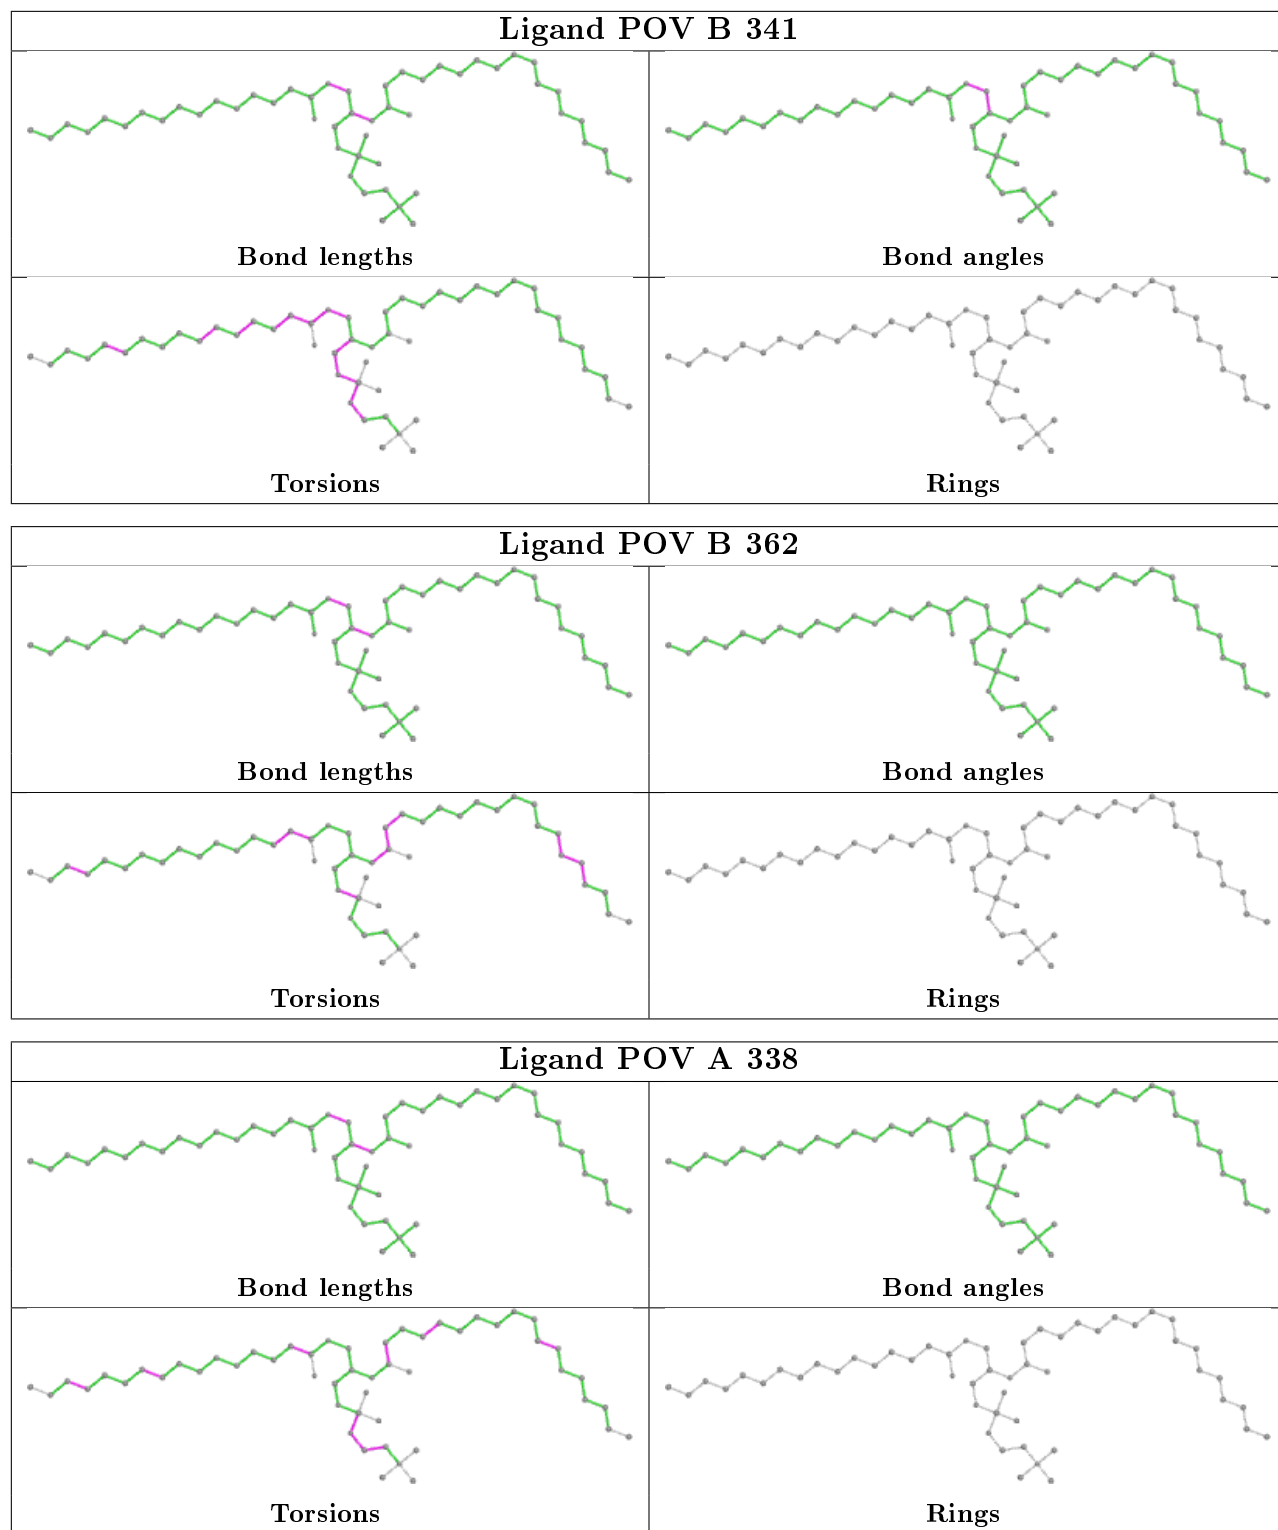 Ligand POV B 341
Bond lengths
Bond angles
Torsions
Rings
Ligand POV B 362
Bond lengths
Bond angles
Torsions
Rings
Ligand POV A 338
Bond lengths
Bond angles
Torsions
Rings